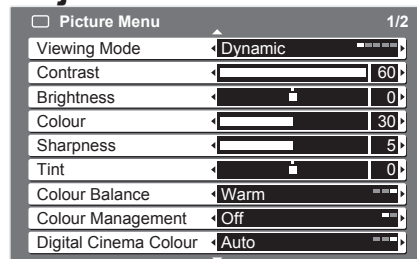 Picture Menu 1/2
Viewing Mode Dynamic
Contrast 60
Brightness 0
Colour 30
Sharpness 5
Tint 0
Colour Balance Warm
Colour Management Off
Digital Cinema Colour Auto